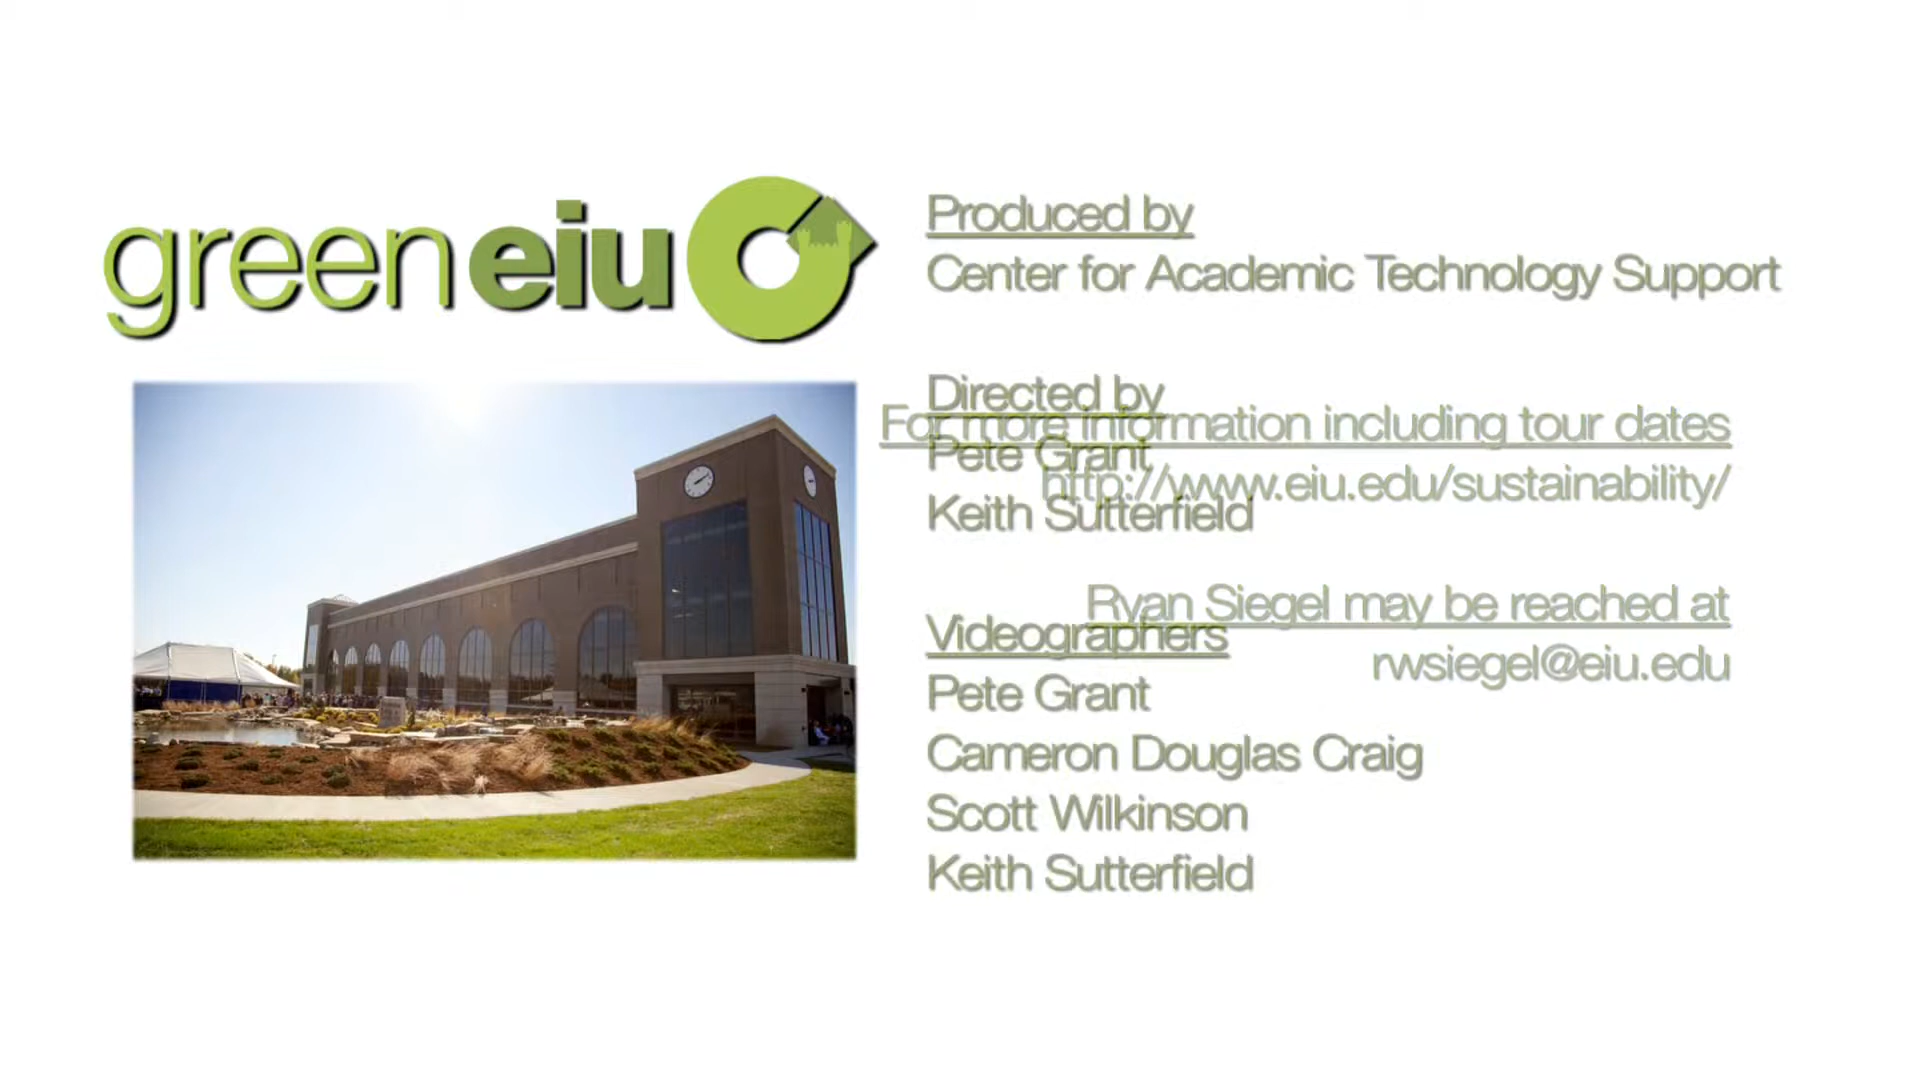 green eiu
Produced by
Center for Academic Technology Support
Directed by
Pete Grant
Keith Sutterfield
For more information including tour dates
http://www.eiu.edu/sustainability/
Ryan Siegel may be reached at
rwsiegel@eiu.edu
Videographers
Pete Grant
Cameron Douglas Craig
Scott Wilkinson
Keith Sutterfield